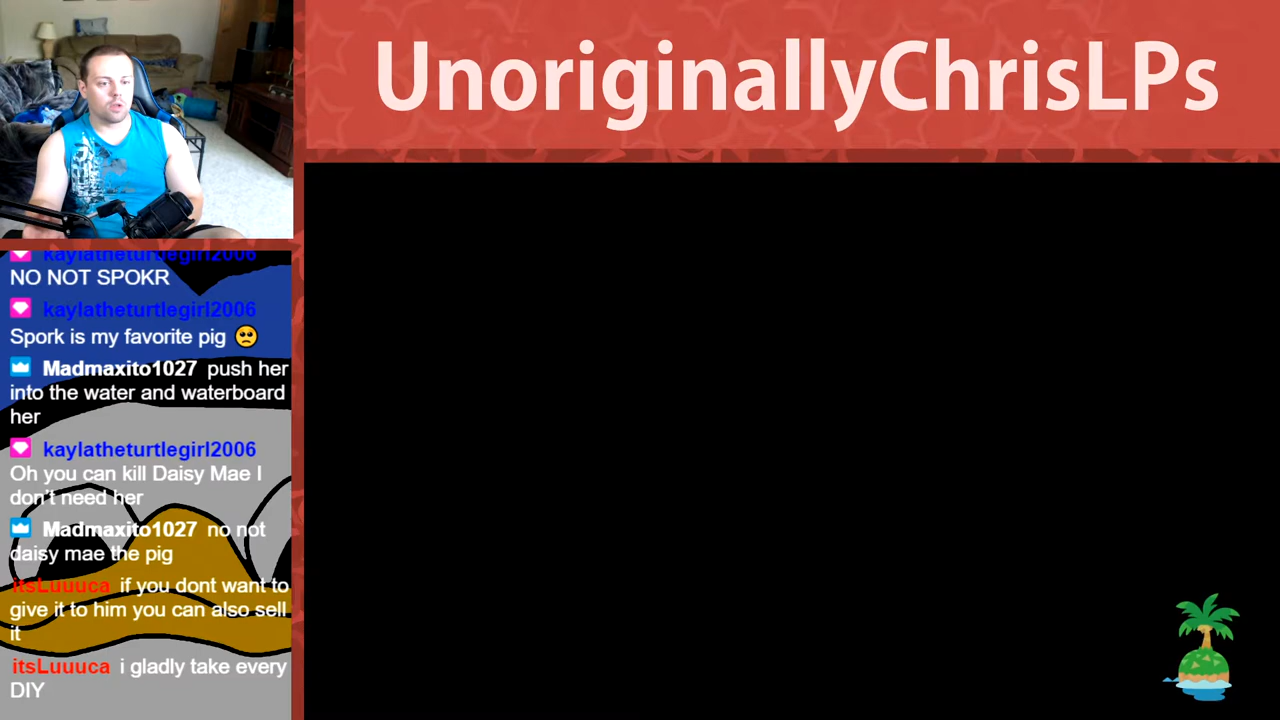 UnoriginallyChrisLPs
kaylatheturtlegirl2006
NO NOT SPOKR
kaylatheturtlegirl2006
Spork is my favorite pig 🥺
Madmaxito1027 push her
into the water and waterboard
her
kaylatheturtlegirl2006
Oh you can kill Daisy Mae I
don't need her
Madmaxito1027 no not
daisy mae the pig
itsLuuuca if you dont want to
give it to him you can also sell
it
itsLuuuca i gladly take every
DIY